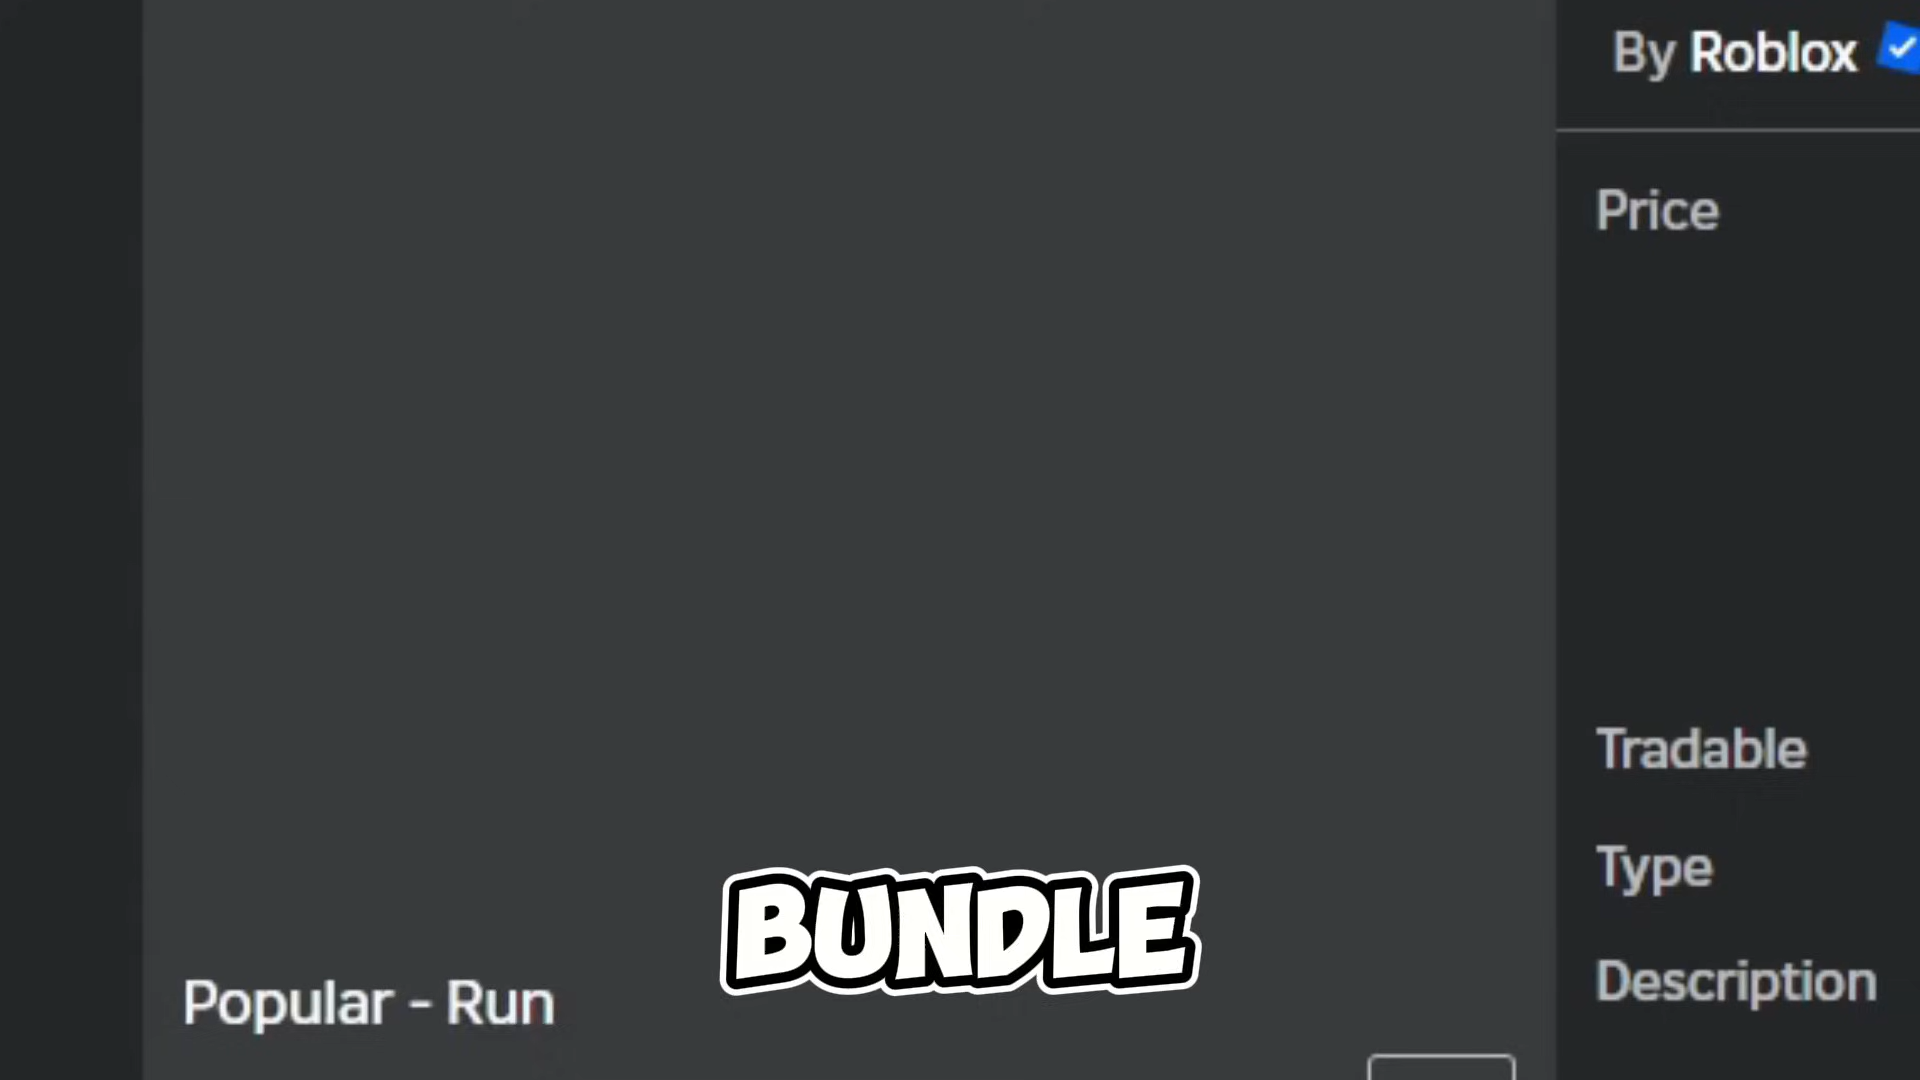 By Roblox
Price
Tradable
Type
BUNDLE
Description
Popular - Run